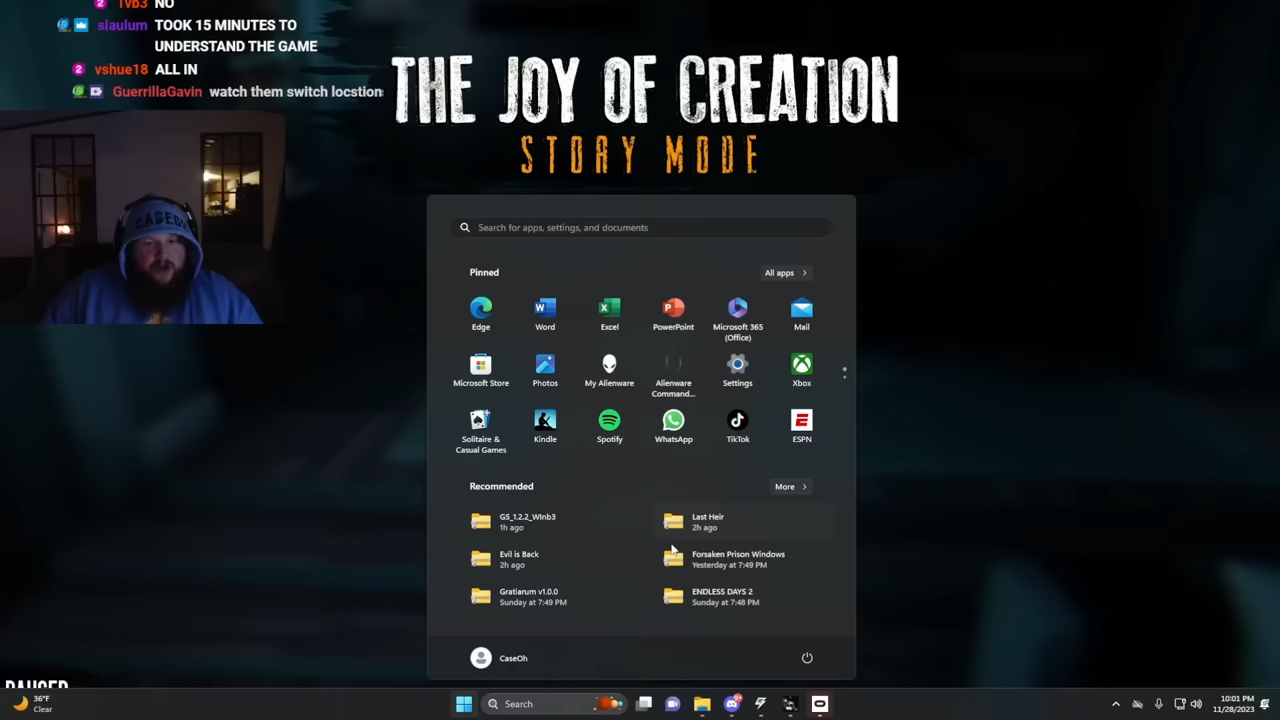 1vb3 NO
slaulum TOOK 15 MINUTES TO
UNDERSTAND THE GAME
vshue18 ALL IN
GuerrillaGavin watch them switch locstion
THE JOY OF CREATION
STORY MODE
CASEOH
Search for apps, settings, and documents
Pinned
All apps
Edge
Word
Excel
PowerPoint
Microsoft 365
(Office)
Mail
Microsoft Store
Photos
My Alienware
Alienware
Command...
Settings
Xbox
Solitaire &
Casual Games
Kindle
Spotify
WhatsApp
TikTok
ESPN
Recommended
More
G5_1.2.2_WInb3
1h ago
Last Heir
2h ago
Evil is Back
2h ago
Forsaken Prison Windows
Yesterday at 7:49 PM
Gratiarum v1.0.0
Sunday at 7:49 PM
ENDLESS DAYS 2
Sunday at 7:48 PM
CaseOh
PAUSED
36°F
Clear
Search
10:01 PM
11/28/2023